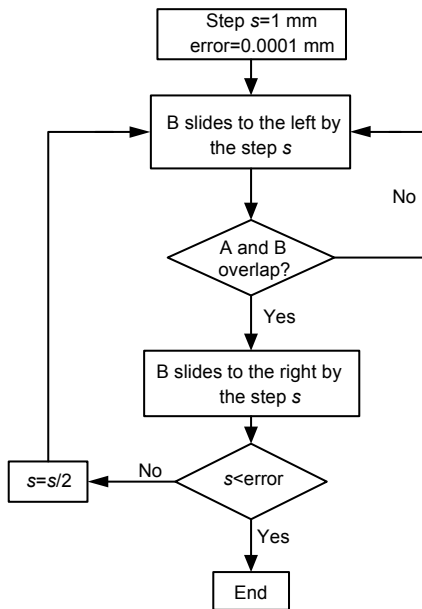 Step s=1 mm
error=0.0001 mm
B slides to the left by
the step s
No
A and B
overlap?
Yes
B slides to the right by
the step s
No
s=s/2
s<error
Yes
End